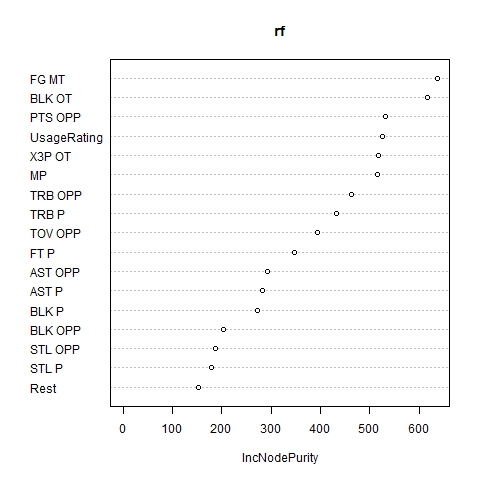 rf
FG MT
BLK OT
PTS OPP
UsageRating
X3P OT
MP
TRB OPP
TRB P
TOV OPP
FT P
AST OPP
AST P
BLK P
BLK OPP
STL OPP
STL P
Rest
0 100 200 300 400 500 600
IncNodePurity